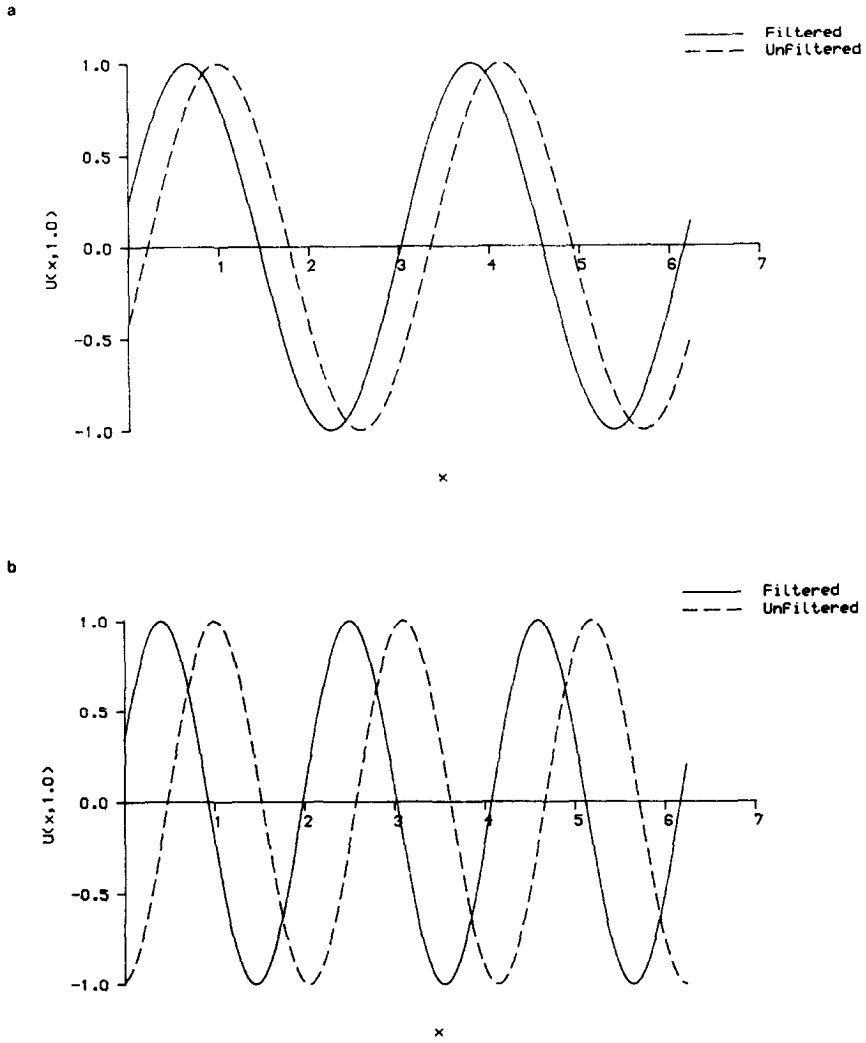 a
Filtered
Unfiltered
1.0
0.5
0.0
-0.5
-1.0
U(x,1.0)
1 2 3 4 5 6 7
x
b
Filtered
Unfiltered
1.0
0.5
0.0
-0.5
-1.0
U(x,1.0)
1 2 3 4 5 6 7
x